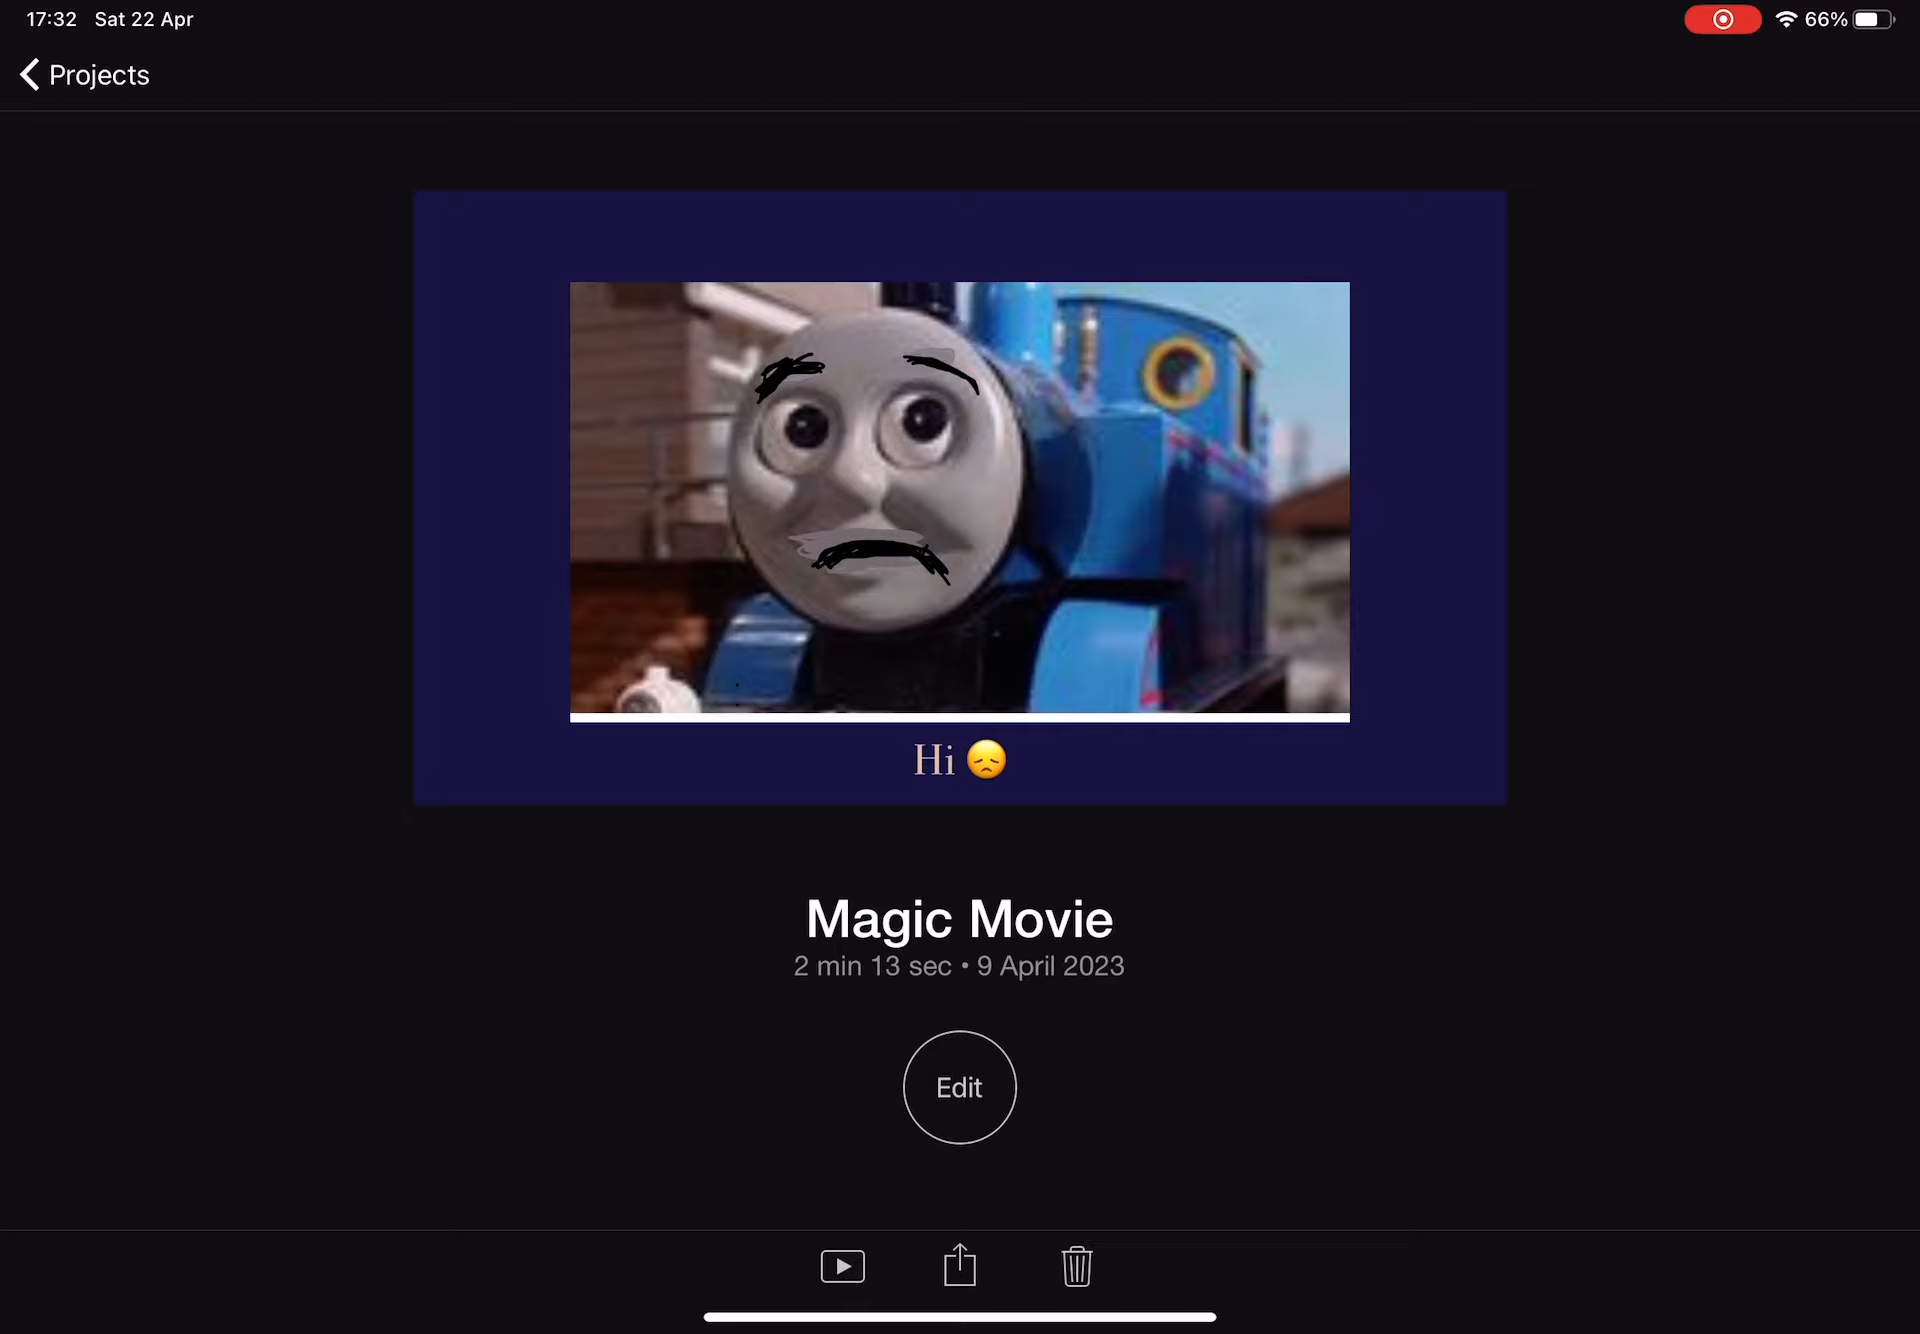 17:32 Sat 22 Apr
66%
Projects
Hi 😞
Magic Movie
2 min 13 sec • 9 April 2023
Edit